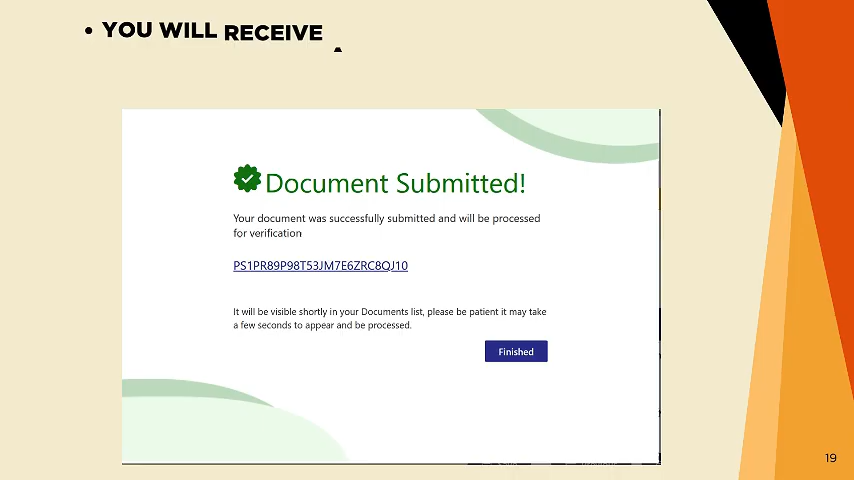 • YOU WILL RECEIVE
Document Submitted!
Your document was successfully submitted and will be processed
for verification
PS1PR89P98T53JM7E6ZRC8QJ10
It will be visible shortly in your Documents list, please be patient it may take
a few seconds to appear and be processed.
Finished
19